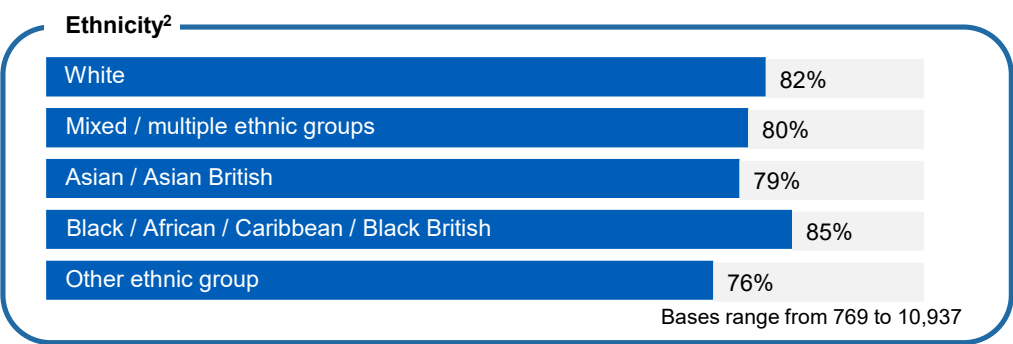 Ethnicity²
White 82%
Mixed / multiple ethnic groups 80%
Asian / Asian British 79%
Black / African / Caribbean / Black British 85%
Other ethnic group 76%
Bases range from 769 to 10,937